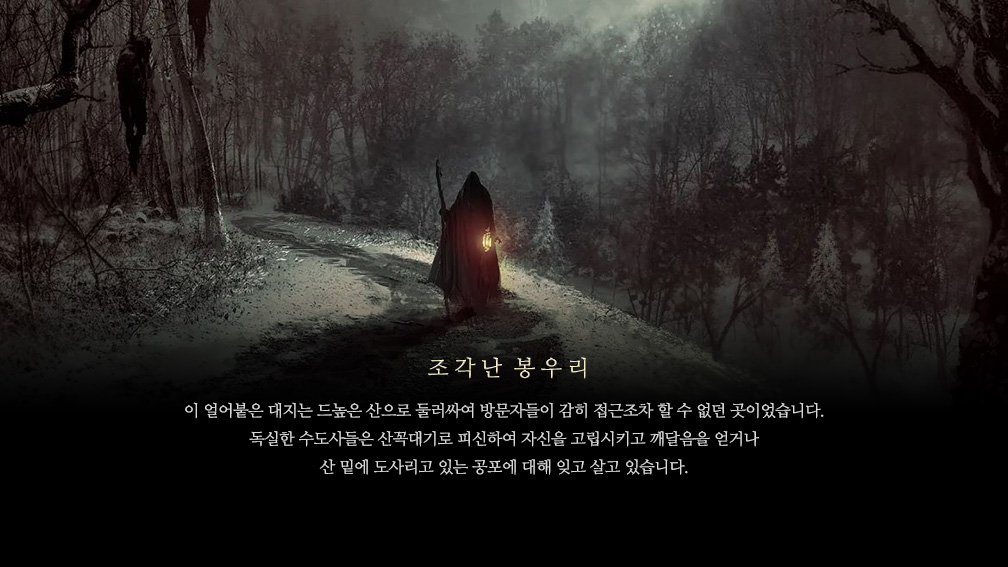 조각난 봉우리
이 얼어붙은 대지는 드높은 산으로 둘러싸여 방문자들이 감히 접근조차 할 수 없던 곳이었습니다.
독실한 수도사들은 산꼭대기로 피신하여 자신을 고립시키고 깨달음을 얻거나
산 밑에 도사리고 있는 공포에 대해 잊고 살고 있습니다.